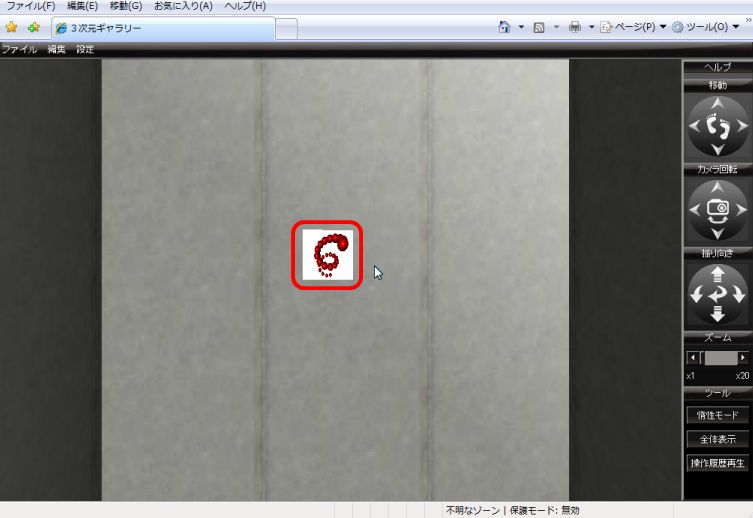 ファイル(F) 編集(E) 移動(G) お気に入り(A) ヘルプ(H)
3次元ギャラリー ページ(P) ツール(O) »
ファイル 編集 設定
ヘルプ
移動
カメラ回転
振り向き
ズーム
x1 x20
ツール
惰性モード
全体表示
操作履歴再生
不明なゾーン | 保護モード: 無効